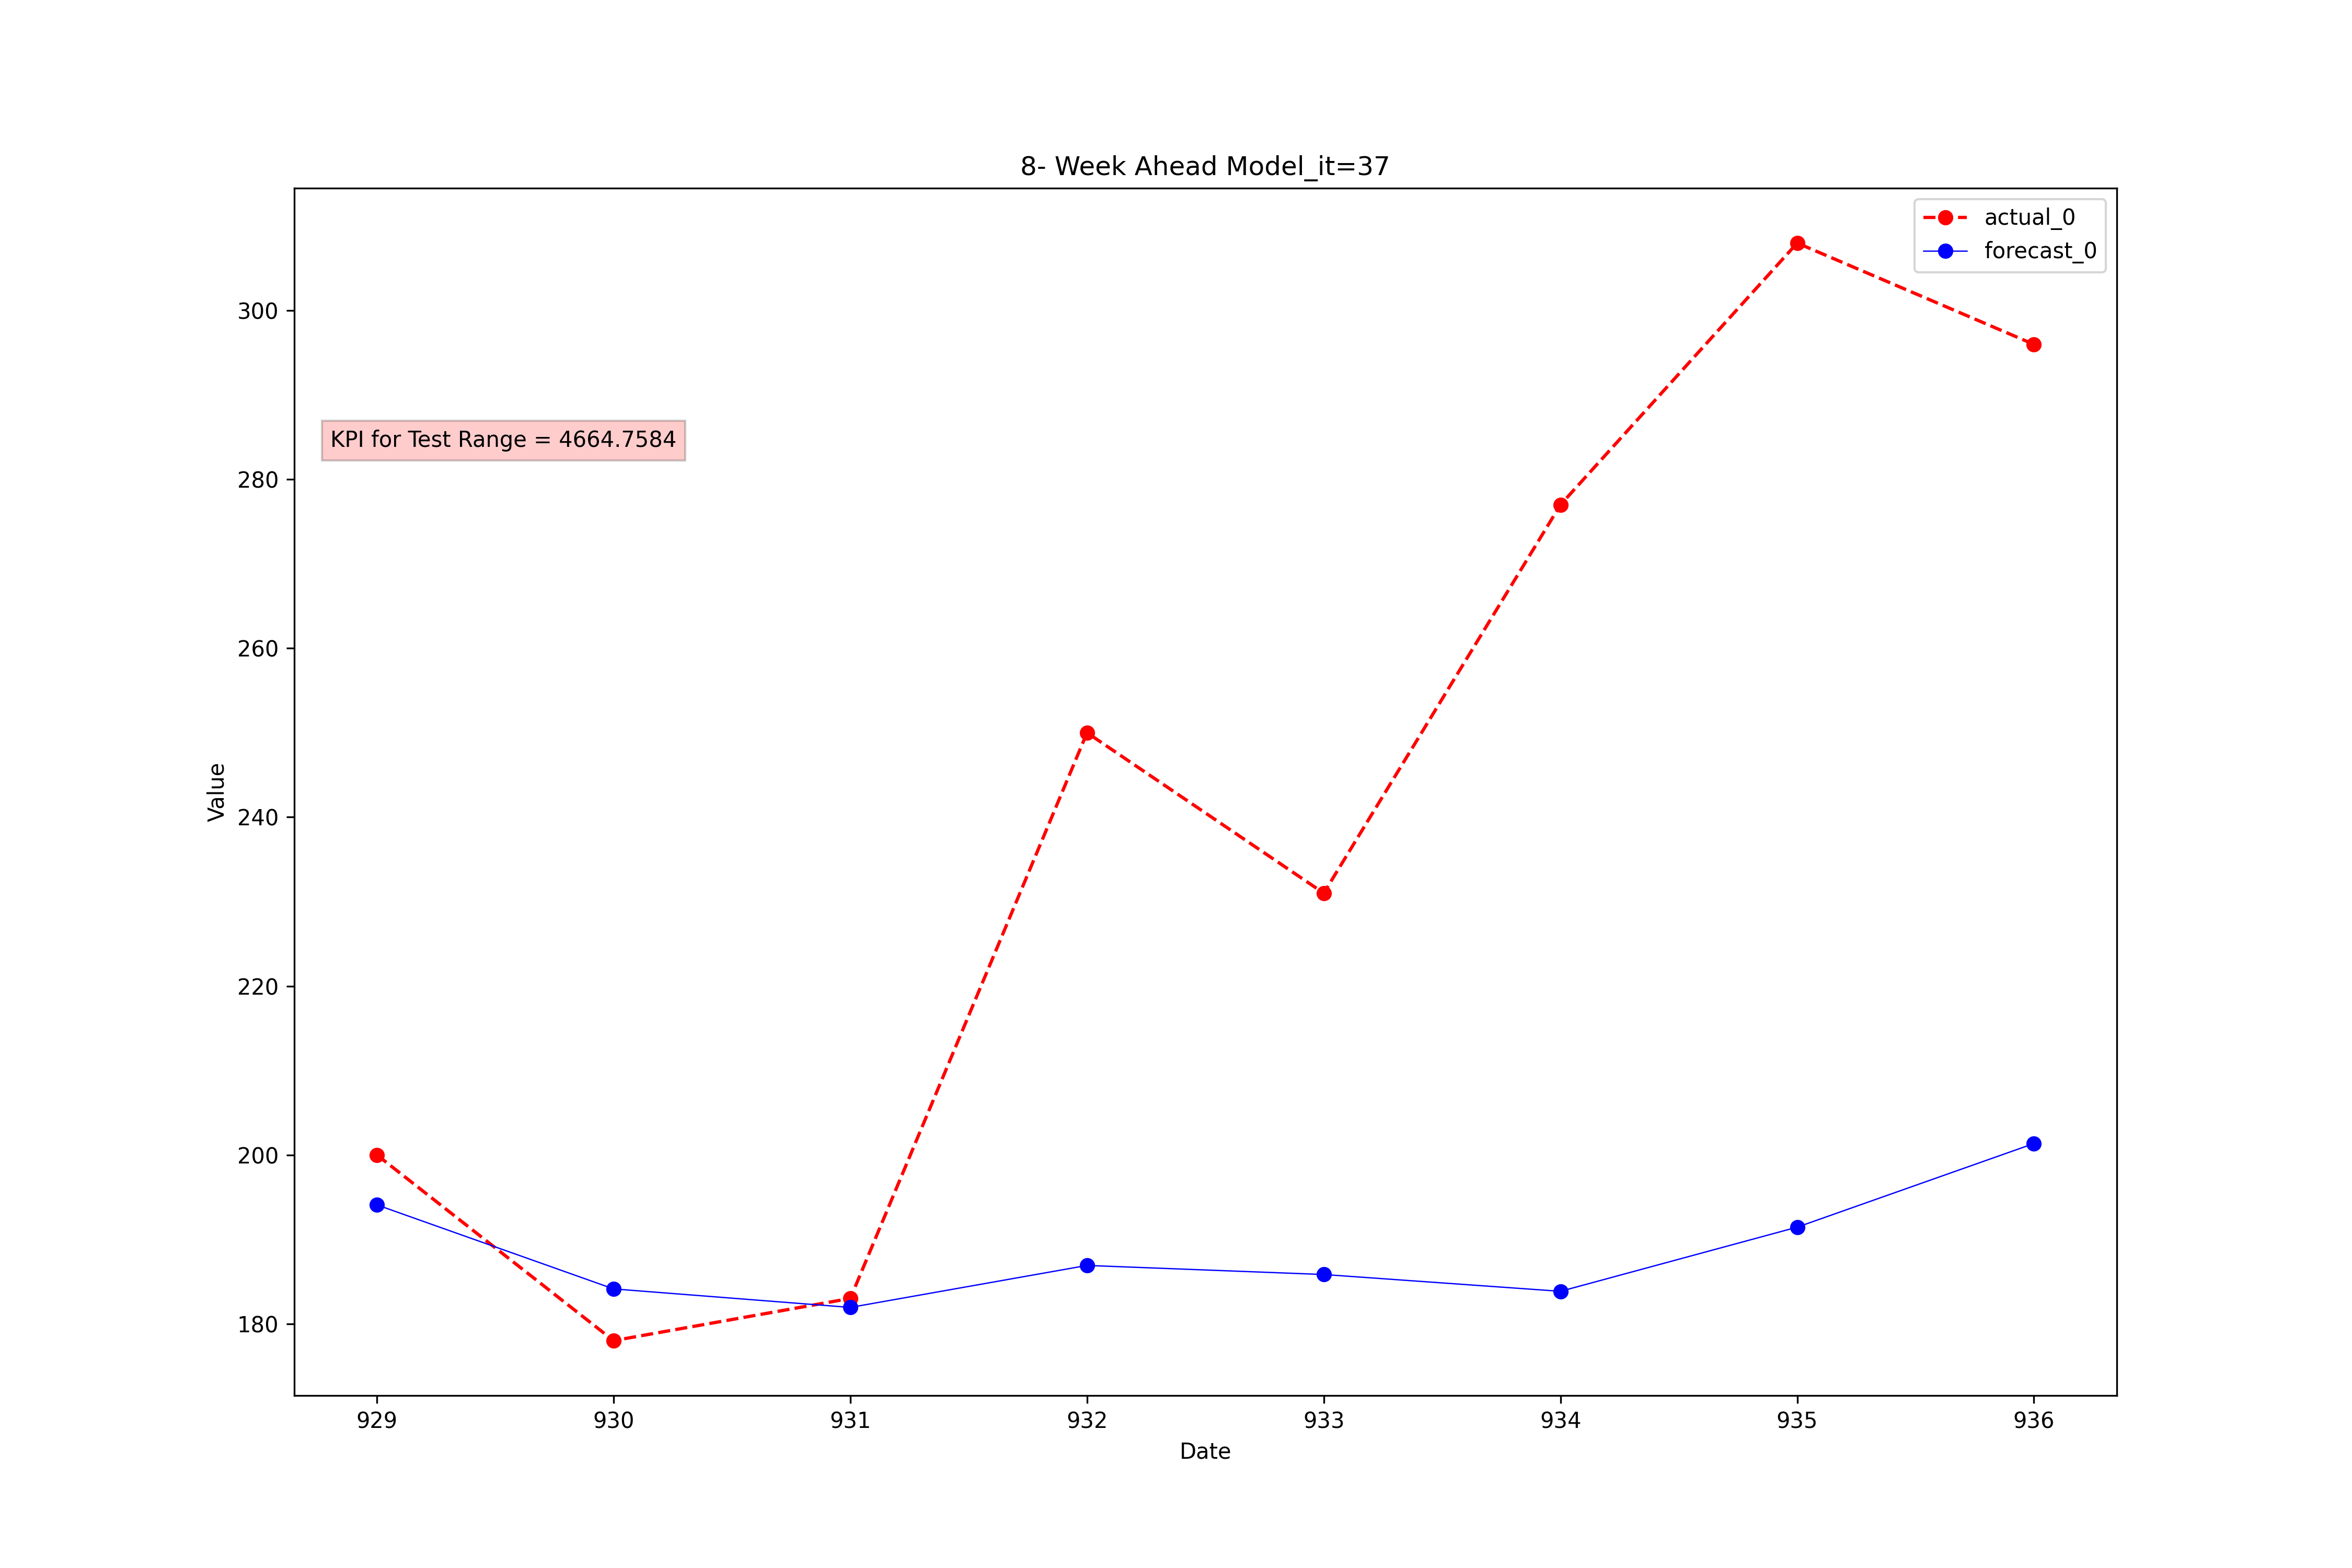 8- Week Ahead Model_it=37
actual_0
forecast_0
KPI for Test Range = 4664.7584
Value
300
280
260
240
220
200
180
929 930 931 932 933 934 935 936
Date